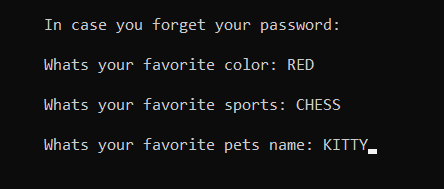 In case you forget your password:
Whats your favorite color: RED
Whats your favorite sports: CHESS
Whats your favorite pets name: KITTY